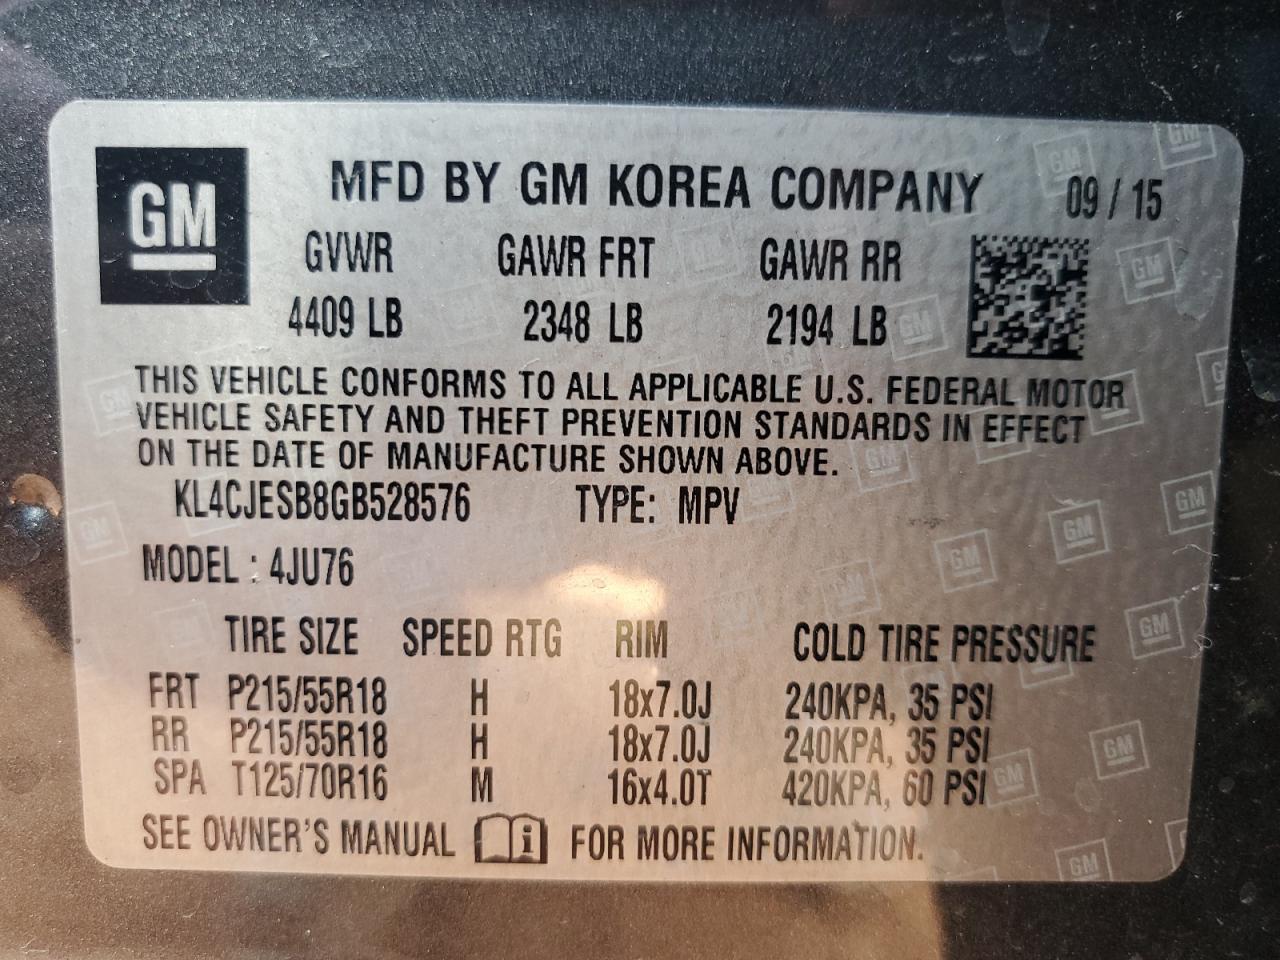 GM
MFD BY GM KOREA COMPANY 09 / 15
GVWR GAWR FRT GAWR RR
4409 LB 2348 LB 2194 LB
THIS VEHICLE CONFORMS TO ALL APPLICABLE U.S. FEDERAL MOTOR
VEHICLE SAFETY AND THEFT PREVENTION STANDARDS IN EFFECT
ON THE DATE OF MANUFACTURE SHOWN ABOVE.
KL4CJESB8GB528576 TYPE: MPV
MODEL : 4JU76
TIRE SIZE SPEED RTG RIM COLD TIRE PRESSURE
FRT P215/55R18 H 18x7.0J 240KPA, 35 PSI
RR P215/55R18 H 18x7.0J 240KPA, 35 PSI
SPA T125/70R16 M 16x4.0T 420KPA, 60 PSI
SEE OWNER'S MANUAL i FOR MORE INFORMATION.